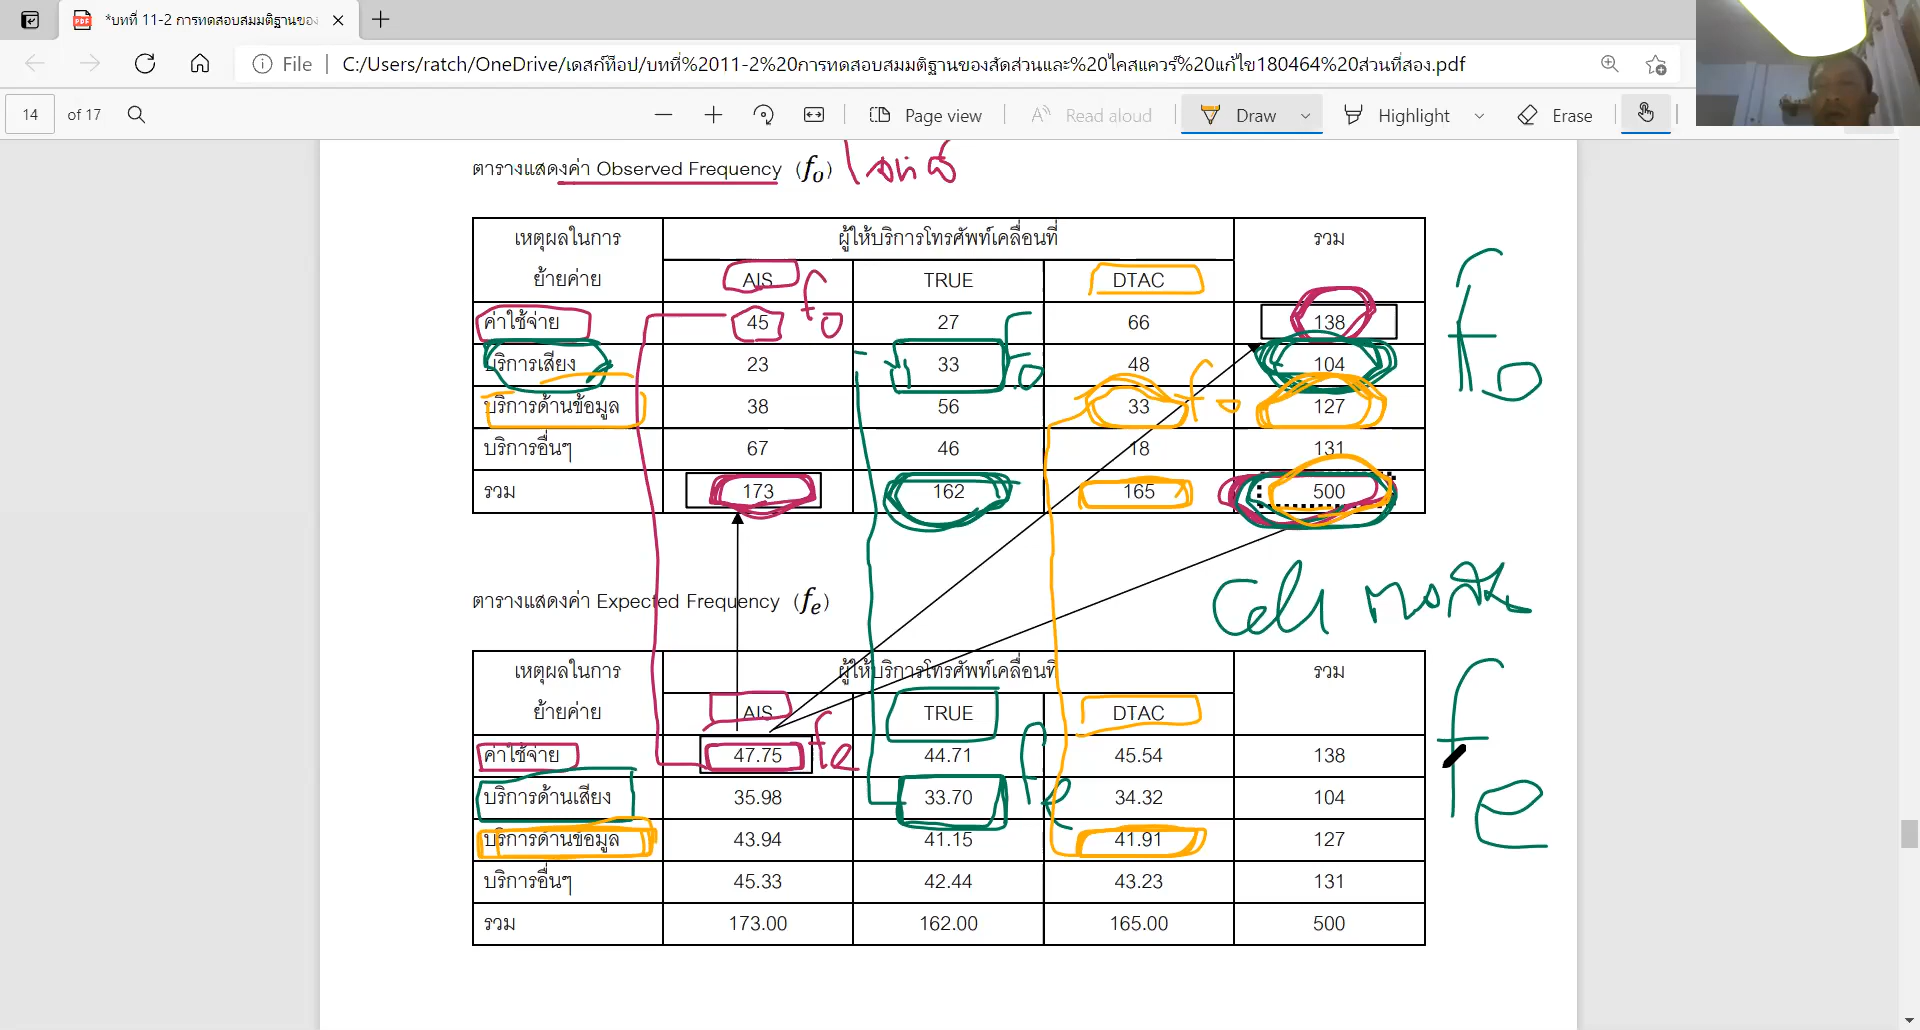 *บทที่ 11-2 การทดสอบสมมติฐานของ
File
C:/Users/ratch/OneDrive/เดสก์ท็อป/บทที่%2011-2%20การทดสอบสมมติฐานของสัดส่วนและ%20ไคสแควร์%20แก้ไข180464%20ส่วนที่สอง.pdf
14 of 17
Page view
Read aloud
Draw
Highlight
Erase
ตารางแสดงค่า Observed Frequency (fo)
เหตุผลในการย้ายค่าย ผู้ให้บริการโทรศัพท์เคลื่อนที่ รวม
AIS TRUE DTAC
fo
ค่าใช้จ่าย 45 27 66 138
บริการเสียง 23 33 48 104
fo
บริการด้านข้อมูล 38 56 33 127
fo
บริการอื่นๆ 67 46 18 131
รวม 173 162 165 500
fo
ตารางแสดงค่า Expected Frequency (fe)
เหตุผลในการย้ายค่าย ผู้ให้บริการโทรศัพท์เคลื่อนที่ รวม
AIS TRUE DTAC
ค่าใช้จ่าย 47.75 44.71 45.54 138
fe
บริการด้านเสียง 35.98 33.70 34.32 104
fe
บริการด้านข้อมูล 43.94 41.15 41.91 127
บริการอื่นๆ 45.33 42.44 43.23 131
รวม 173.00 162.00 165.00 500
fe